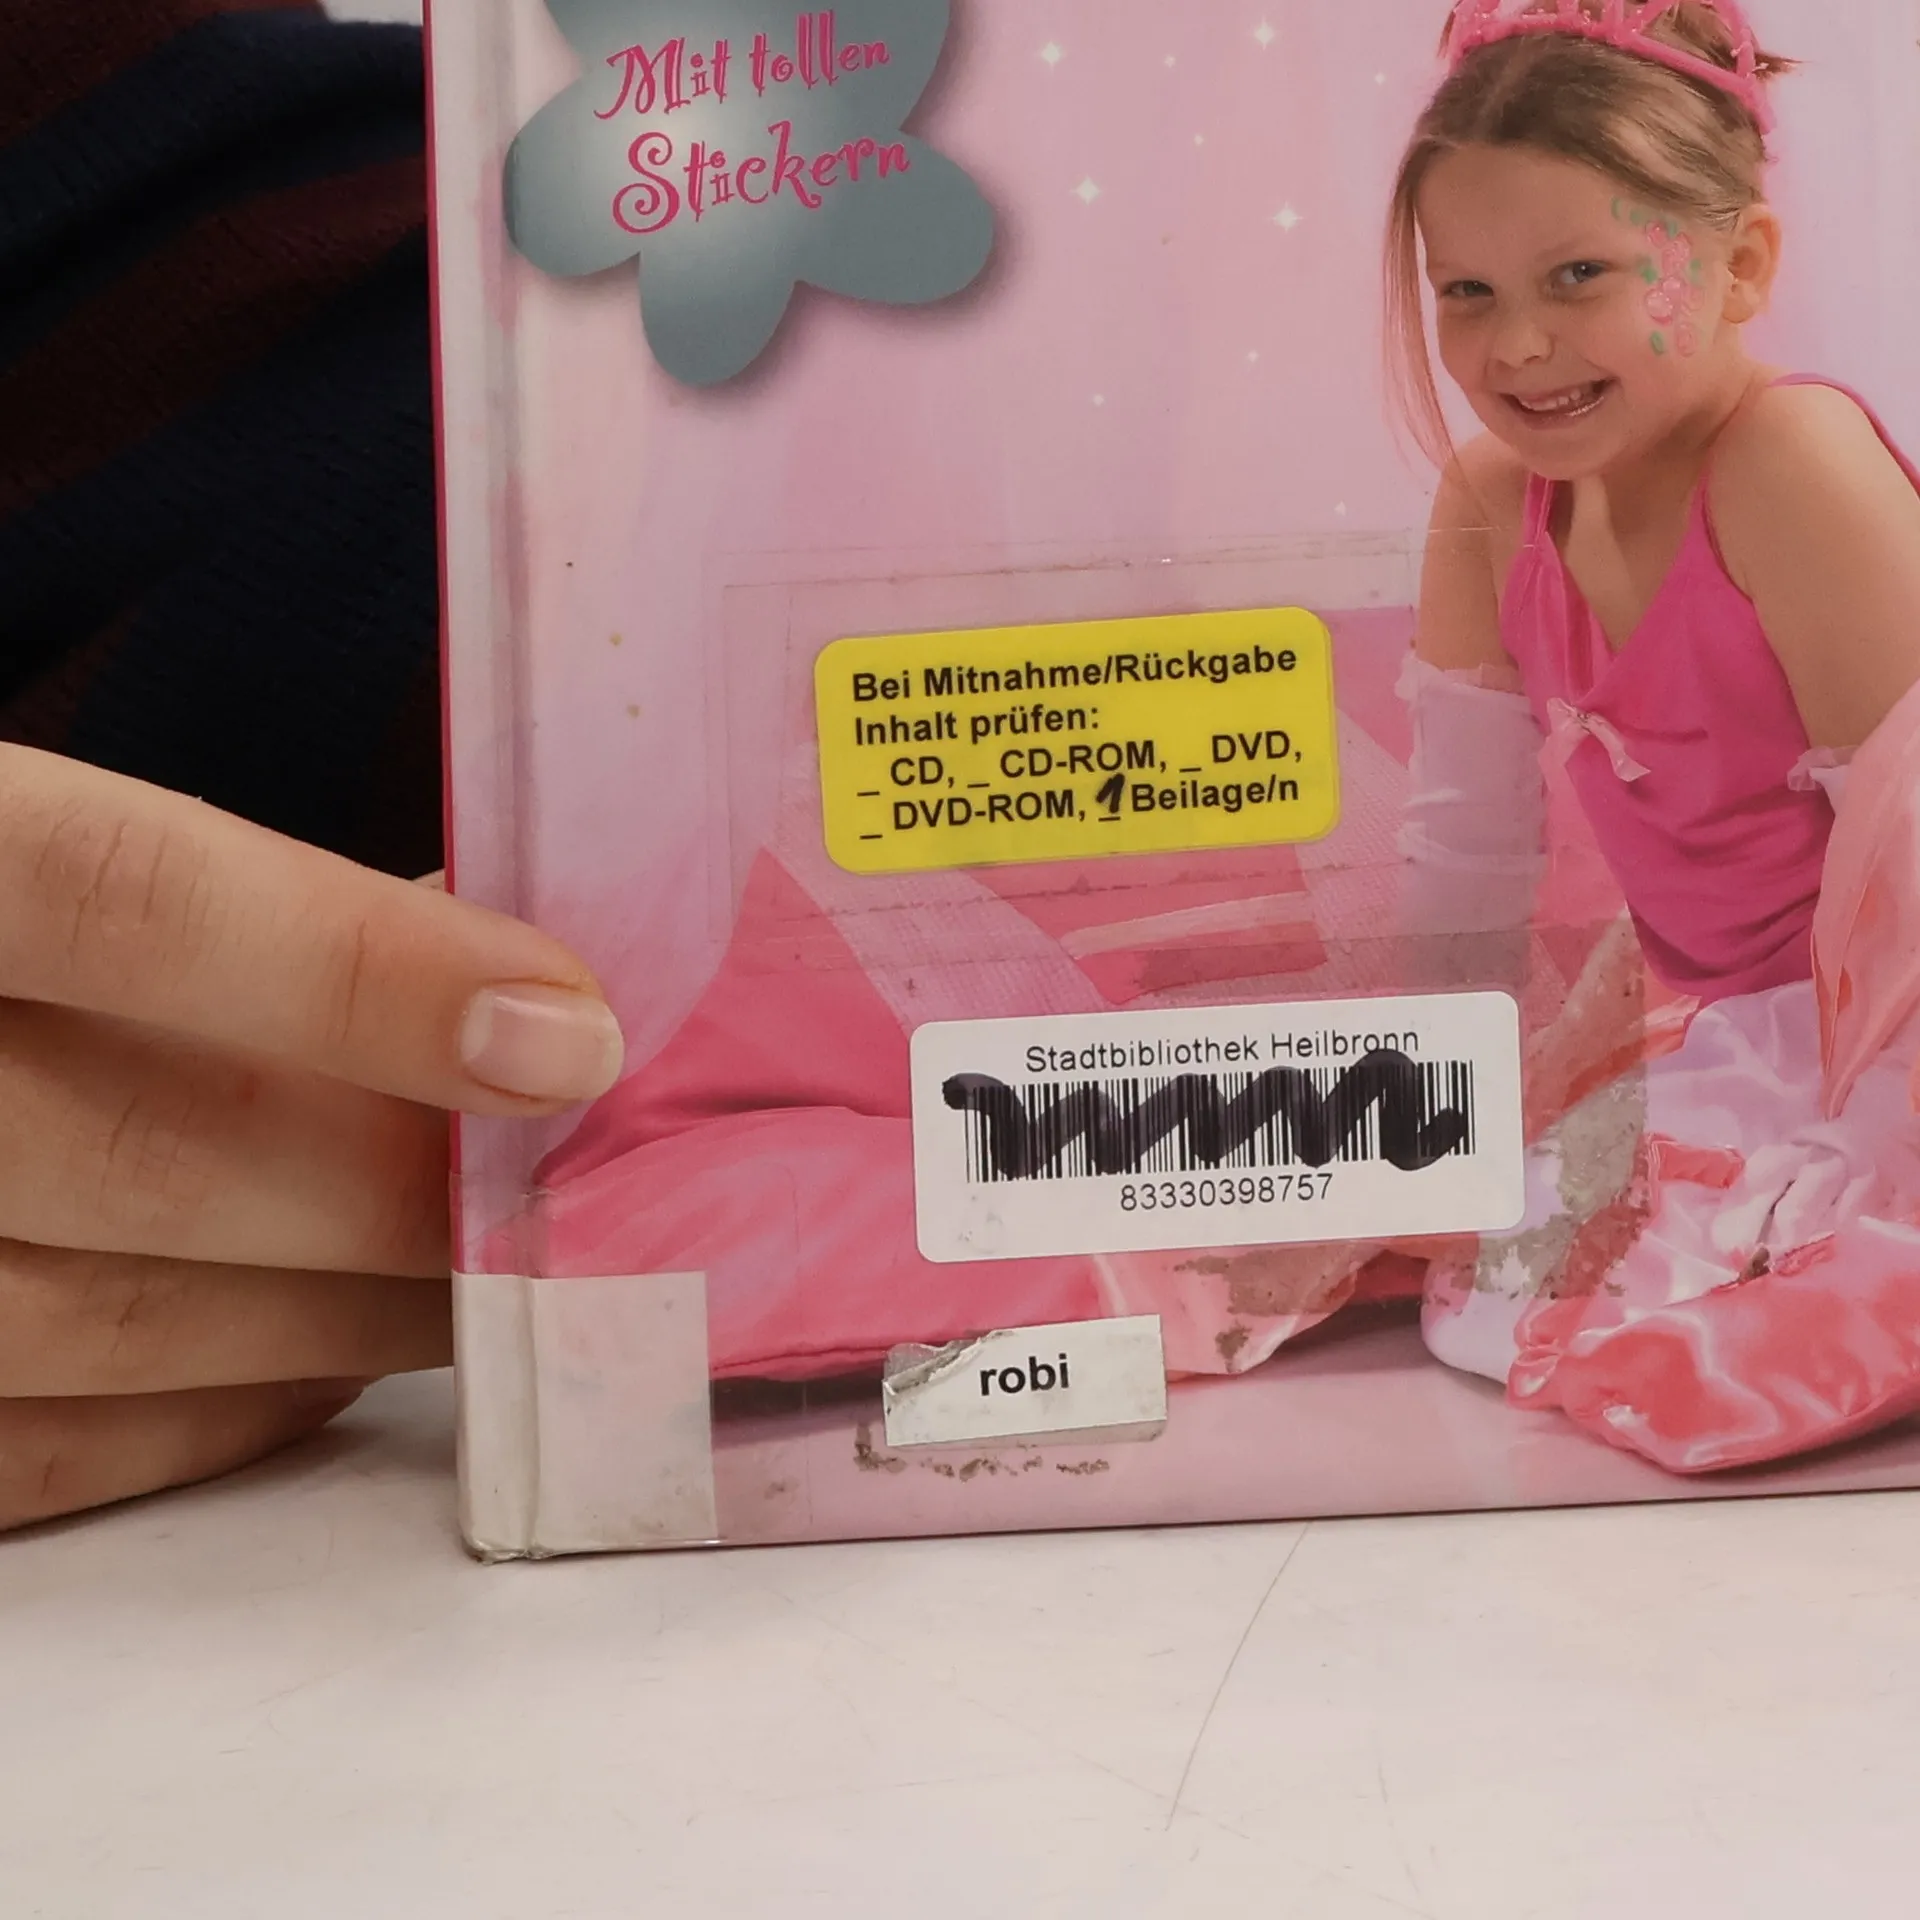 Mit tollen
Stickern
Bei Mitnahme/Rückgabe
Inhalt prüfen:
_ CD, _ CD-ROM, _ DVD,
_ DVD-ROM, 1 Beilage/n
Stadtbibliothek Heilbronn
83330398757
robi